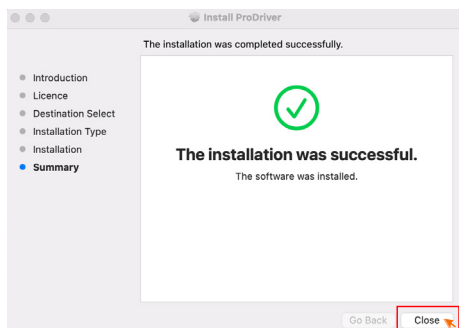 Install ProDriver
The installation was completed successfully.
Introduction
Licence
Destination Select
Installation Type
Installation
Summary
The installation was successful.
The software was installed.
Go Back
Close